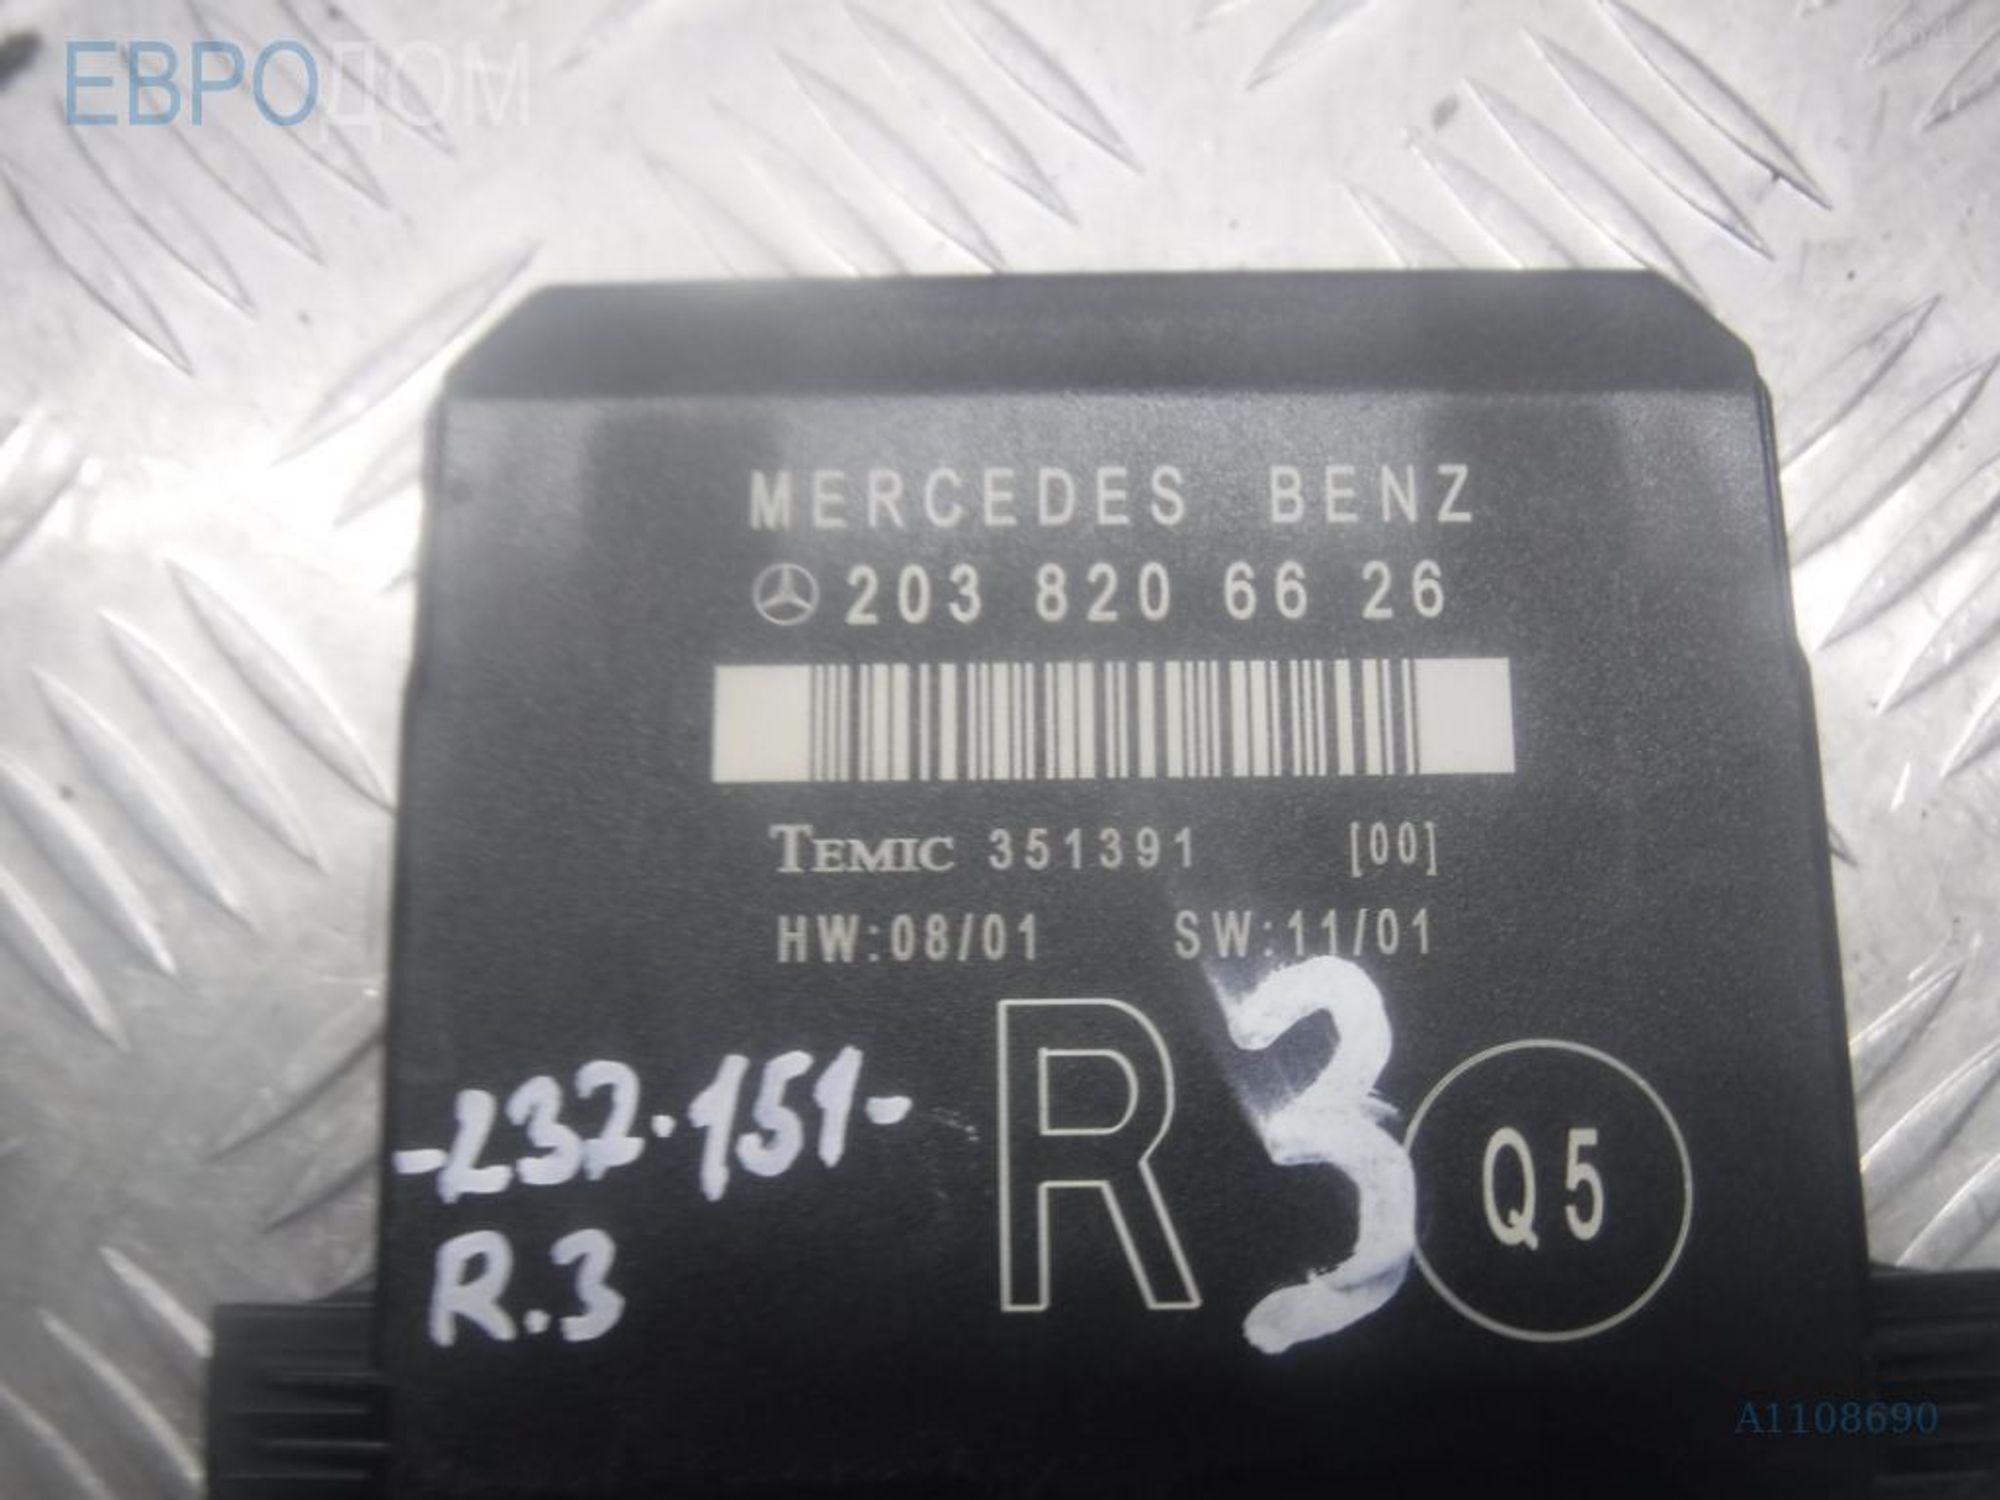 ЕВРОДОМ
MERCEDES BENZ
203 820 66 26
TEMIC 351391 [00]
HW:08/01 SW:11/01
R 3 Q5
-232.151-
R.3
A1108690